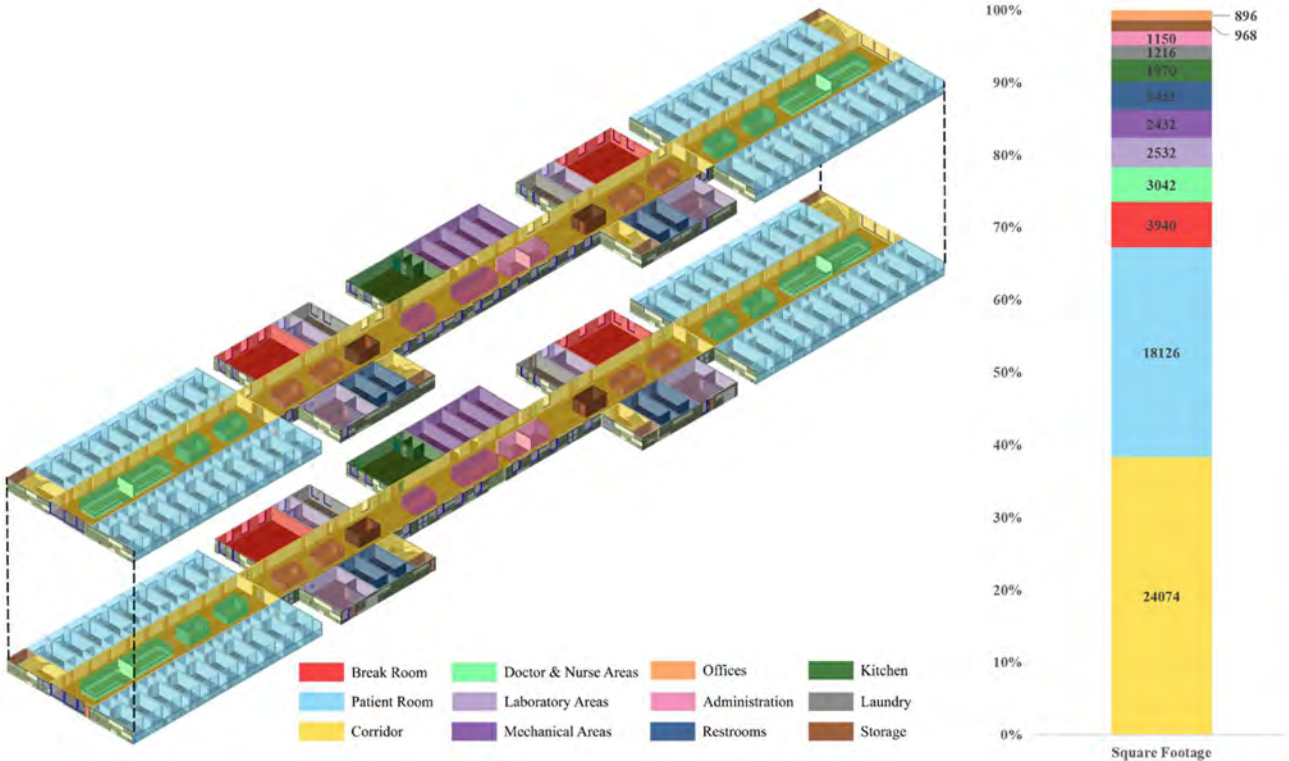 100%
90%
80%
70%
60%
50%
40%
30%
20%
10%
0%
896
968
1150
1216
1970
2432
2532
3042
3940
18126
24074
Square Footage
Break Room
Doctor & Nurse Areas
Offices
Kitchen
Patient Room
Laboratory Areas
Administration
Laundry
Corridor
Mechanical Areas
Restrooms
Storage